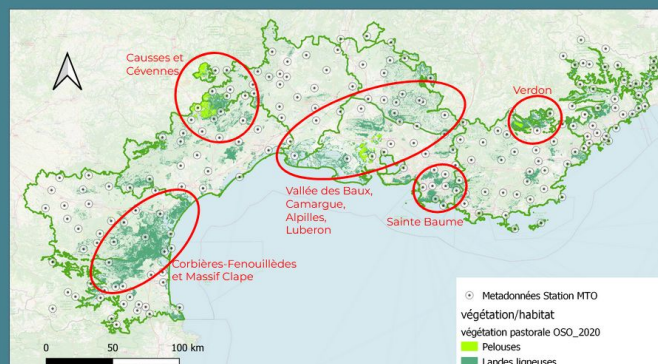 Causses et
Cévennes
Verdon
Vallée des Baux,
Camargue,
Alpilles,
Luberon
Sainte Baume
Corbières-Fenouillèdes
et Massif Clape
Metadonnées Station MTO
végétation/habitat
végétation pastorale OSO_2020
Pelouses
Landes ligneuses
0 50 100 km